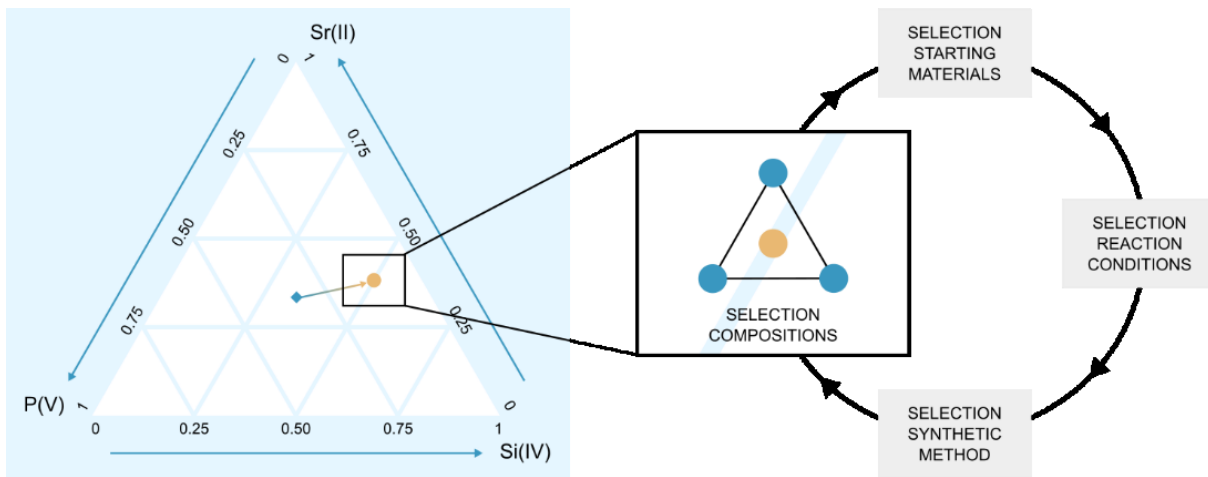 Sr(II)
0
1
0.25
0.75
0.50
0.50
0.75
0.25
P(V)
1
0
0
0.25
0.50
0.75
1
Si(IV)
SELECTION
COMPOSITIONS
SELECTION
STARTING
MATERIALS
SELECTION
REACTION
CONDITIONS
SELECTION
SYNTHETIC
METHOD